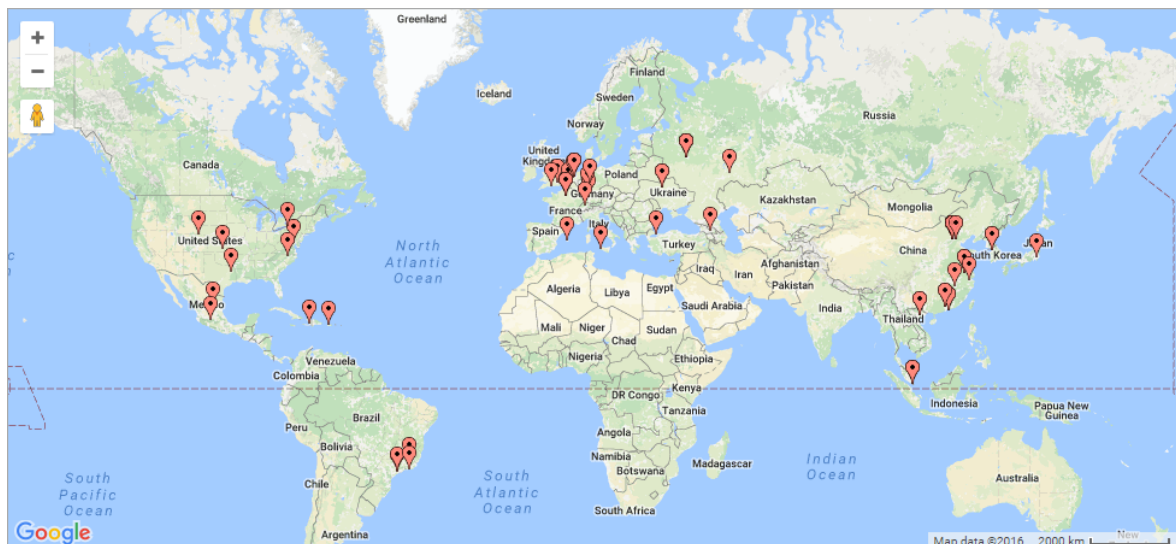 Greenland
Iceland
Finland
Sweden
Norway
Russia
Canada
United
Kingdom
Poland
Germany
Ukraine
France
Italy
Spain
Turkey
Kazakhstan
Mongolia
United States
North
Atlantic
Ocean
China
South Korea
Japan
Iraq
Iran
Afghanistan
Pakistan
Algeria
Libya
Egypt
Saudi Arabia
India
Thailand
Mexico
Mali
Niger
Sudan
Chad
Nigeria
Ethiopia
Venezuela
Colombia
DR Congo
Kenya
Tanzania
Indonesia
Papua New
Guinea
Peru
Brazil
Bolivia
Angola
Namibia
Botswana
Madagascar
Indian
Ocean
Chile
South
Pacific
Ocean
South
Atlantic
Ocean
Australia
South Africa
Argentina
Google
Map data ©2016
2000 km
New